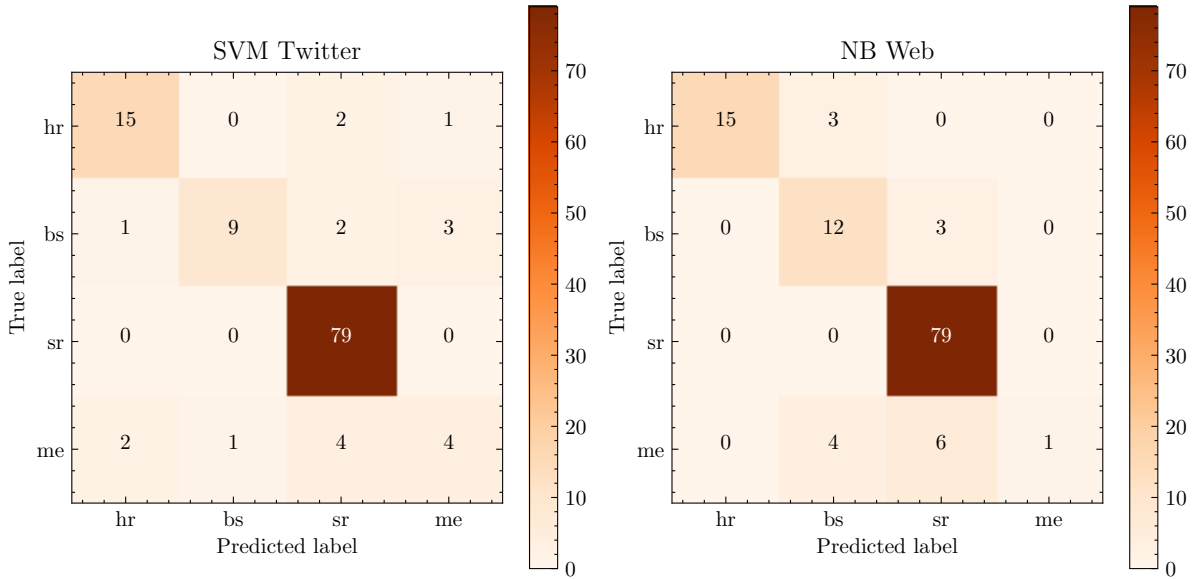 SVM Twitter
True label
hr 15 0 2 1
bs 1 9 2 3
sr 0 0 79 0
me 2 1 4 4
hr bs sr me
Predicted label
70
60
50
40
30
20
10
0
NB Web
True label
hr 15 3 0 0
bs 0 12 3 0
sr 0 0 79 0
me 0 4 6 1
hr bs sr me
Predicted label
70
60
50
40
30
20
10
0